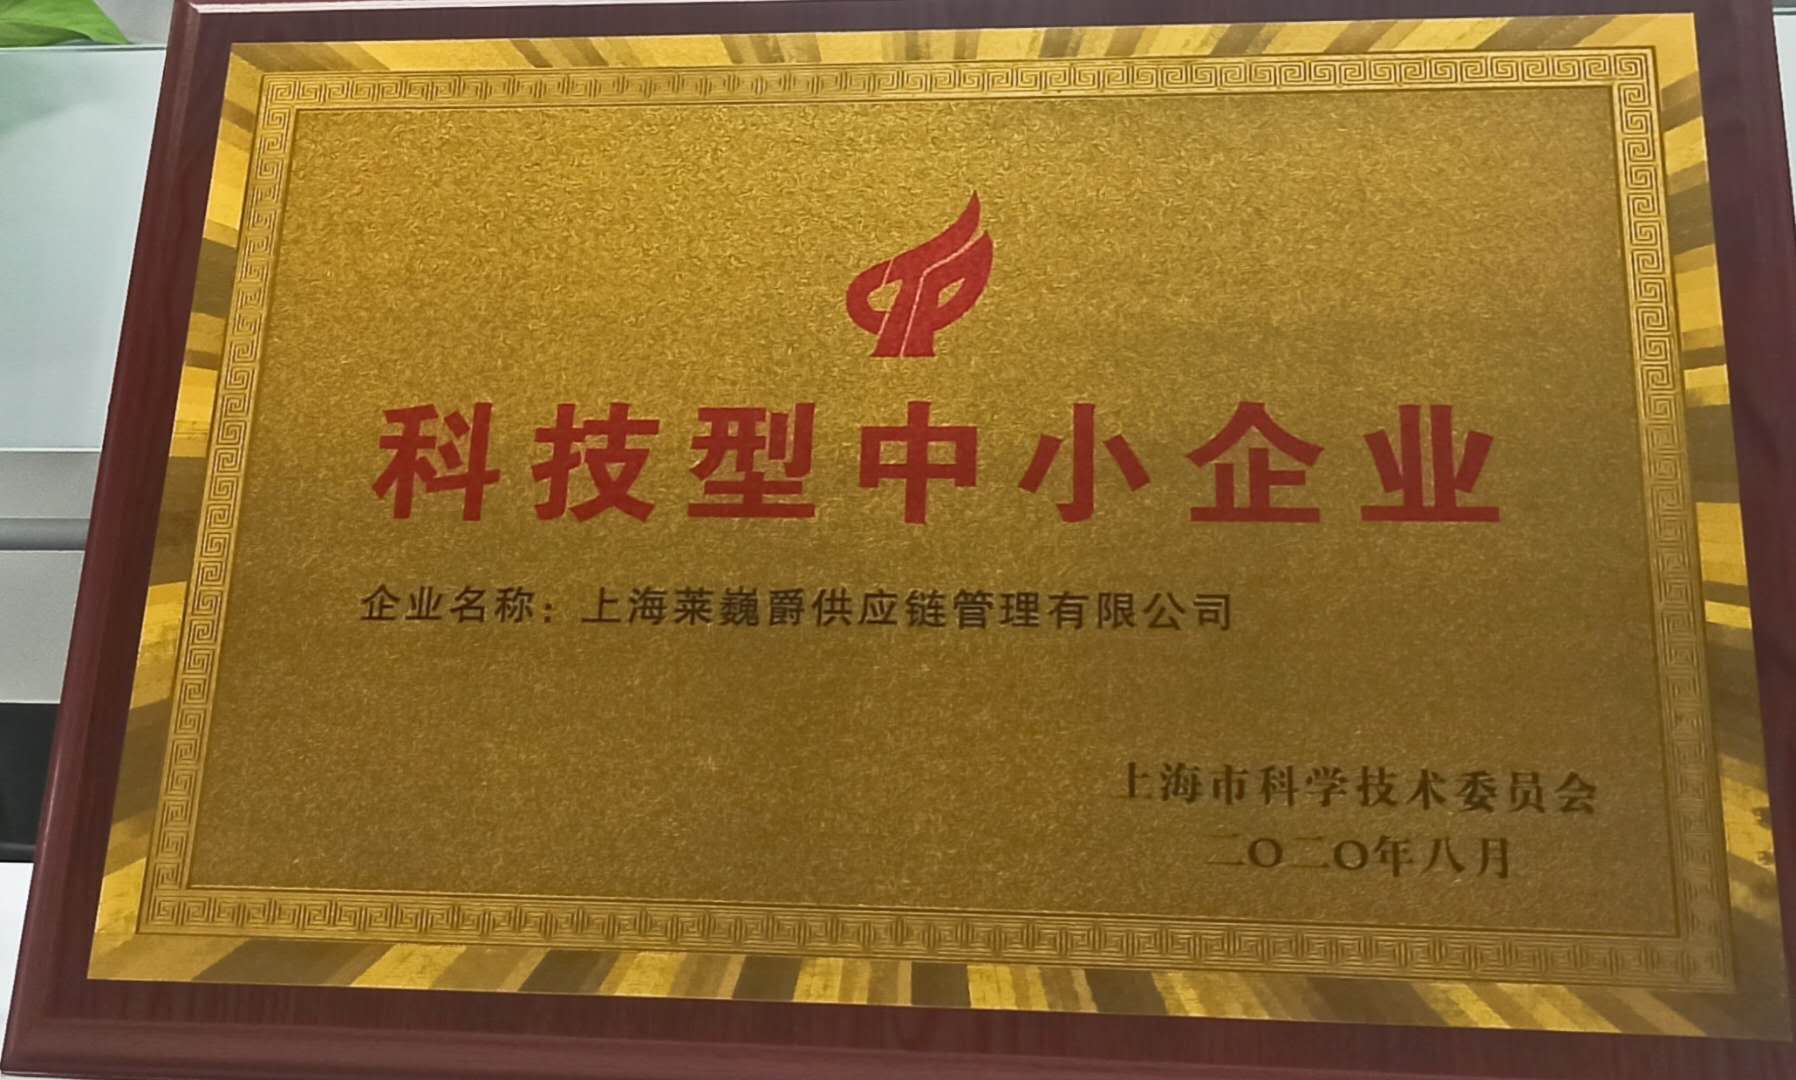 科技型中小企业
企业名称：上海莱巍爵供应链管理有限公司
上海市科学技术委员会
二〇二〇年八月